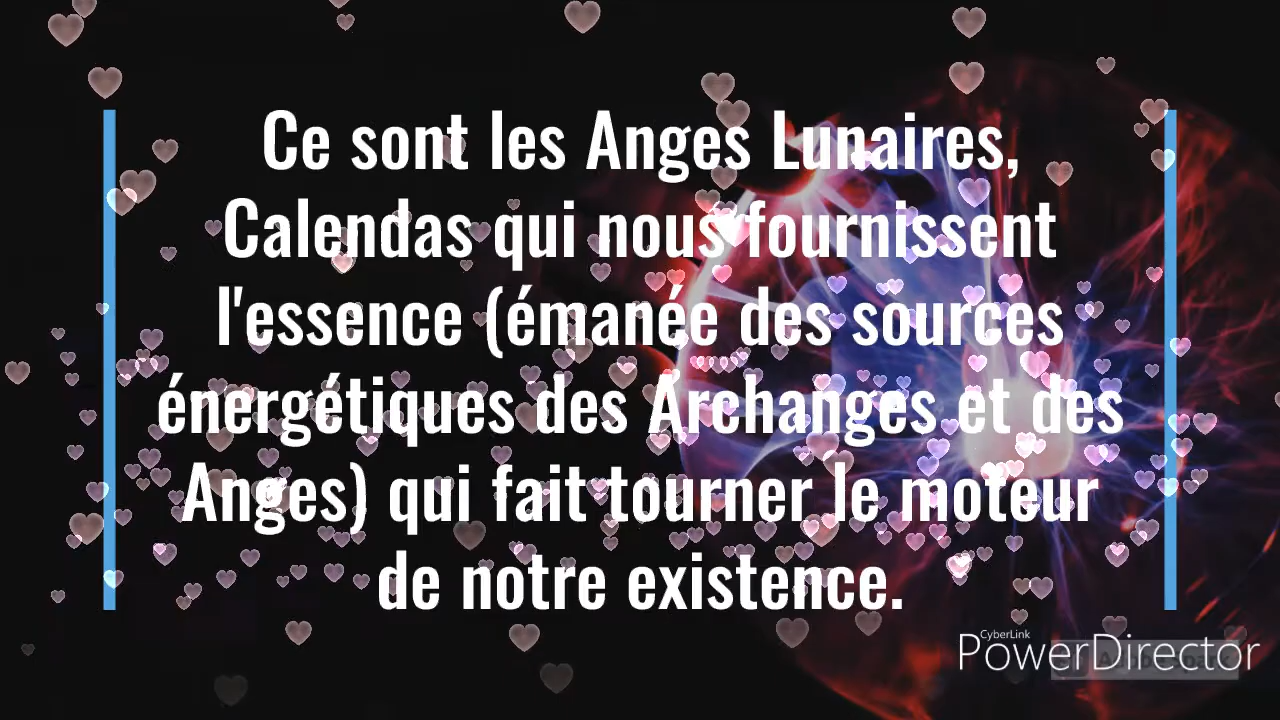 Ce sont les Anges Lunaires,
Calendas qui nous fournissent
l'essence (émanée des sources
énergétiques des Archanges et des
Anges) qui fait tourner le moteur
de notre existence.
CyberLink
PowerDirector